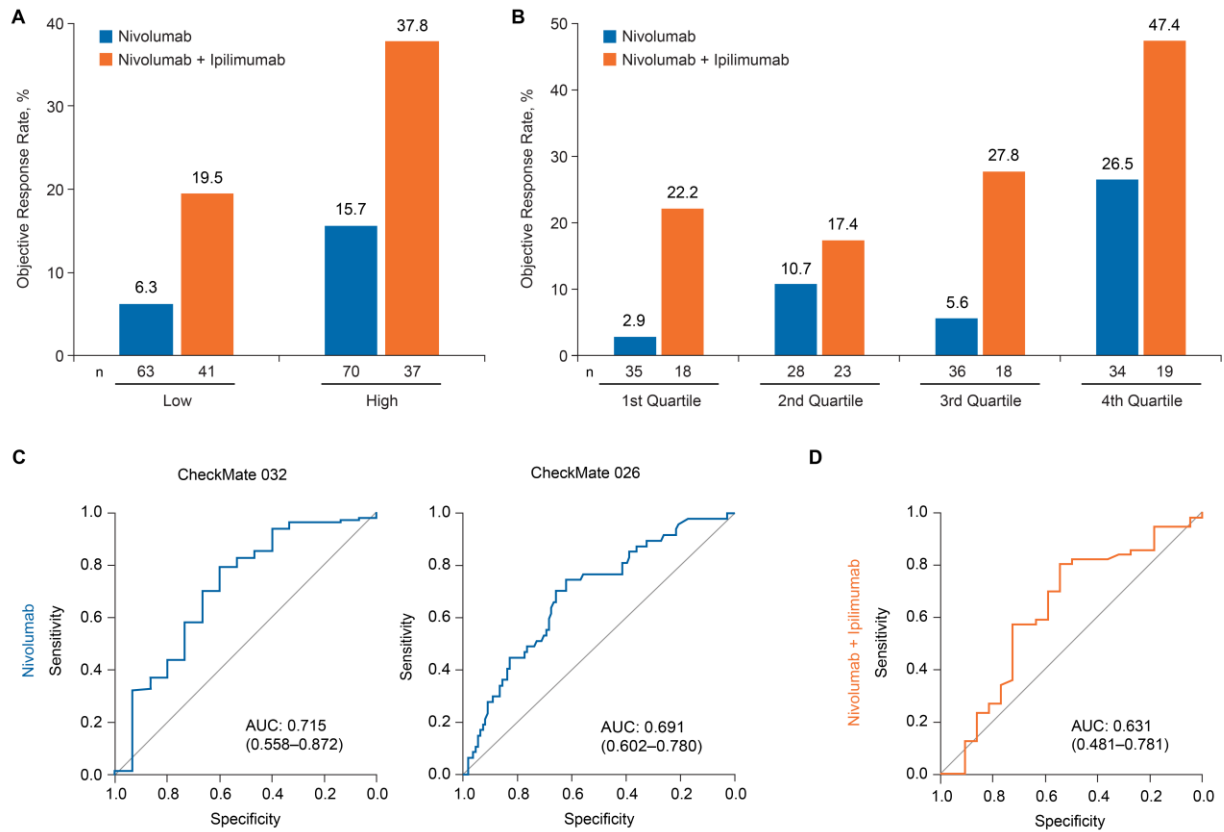 A
Objective Response Rate, %
40
30
20
10
0
Nivolumab
Nivolumab + Ipilimumab
6.3
19.5
15.7
37.8
n 63 41 70 37
Low High
B
Objective Response Rate, %
50
40
30
20
10
0
Nivolumab
Nivolumab + Ipilimumab
2.9
22.2
10.7
17.4
5.6
27.8
26.5
47.4
n 35 18 28 23 36 18 34 19
1st Quartile 2nd Quartile 3rd Quartile 4th Quartile
C
Nivolumab
CheckMate 032
Sensitivity
1.0
0.8
0.6
0.4
0.2
0.0
AUC: 0.715
(0.558–0.872)
1.0 0.8 0.6 0.4 0.2 0.0
Specificity
CheckMate 026
Sensitivity
1.0
0.8
0.6
0.4
0.2
0.0
AUC: 0.691
(0.602–0.780)
1.0 0.8 0.6 0.4 0.2 0.0
Specificity
D
Nivolumab + Ipilimumab
Sensitivity
1.0
0.8
0.6
0.4
0.2
0.0
AUC: 0.631
(0.481–0.781)
1.0 0.8 0.6 0.4 0.2 0.0
Specificity